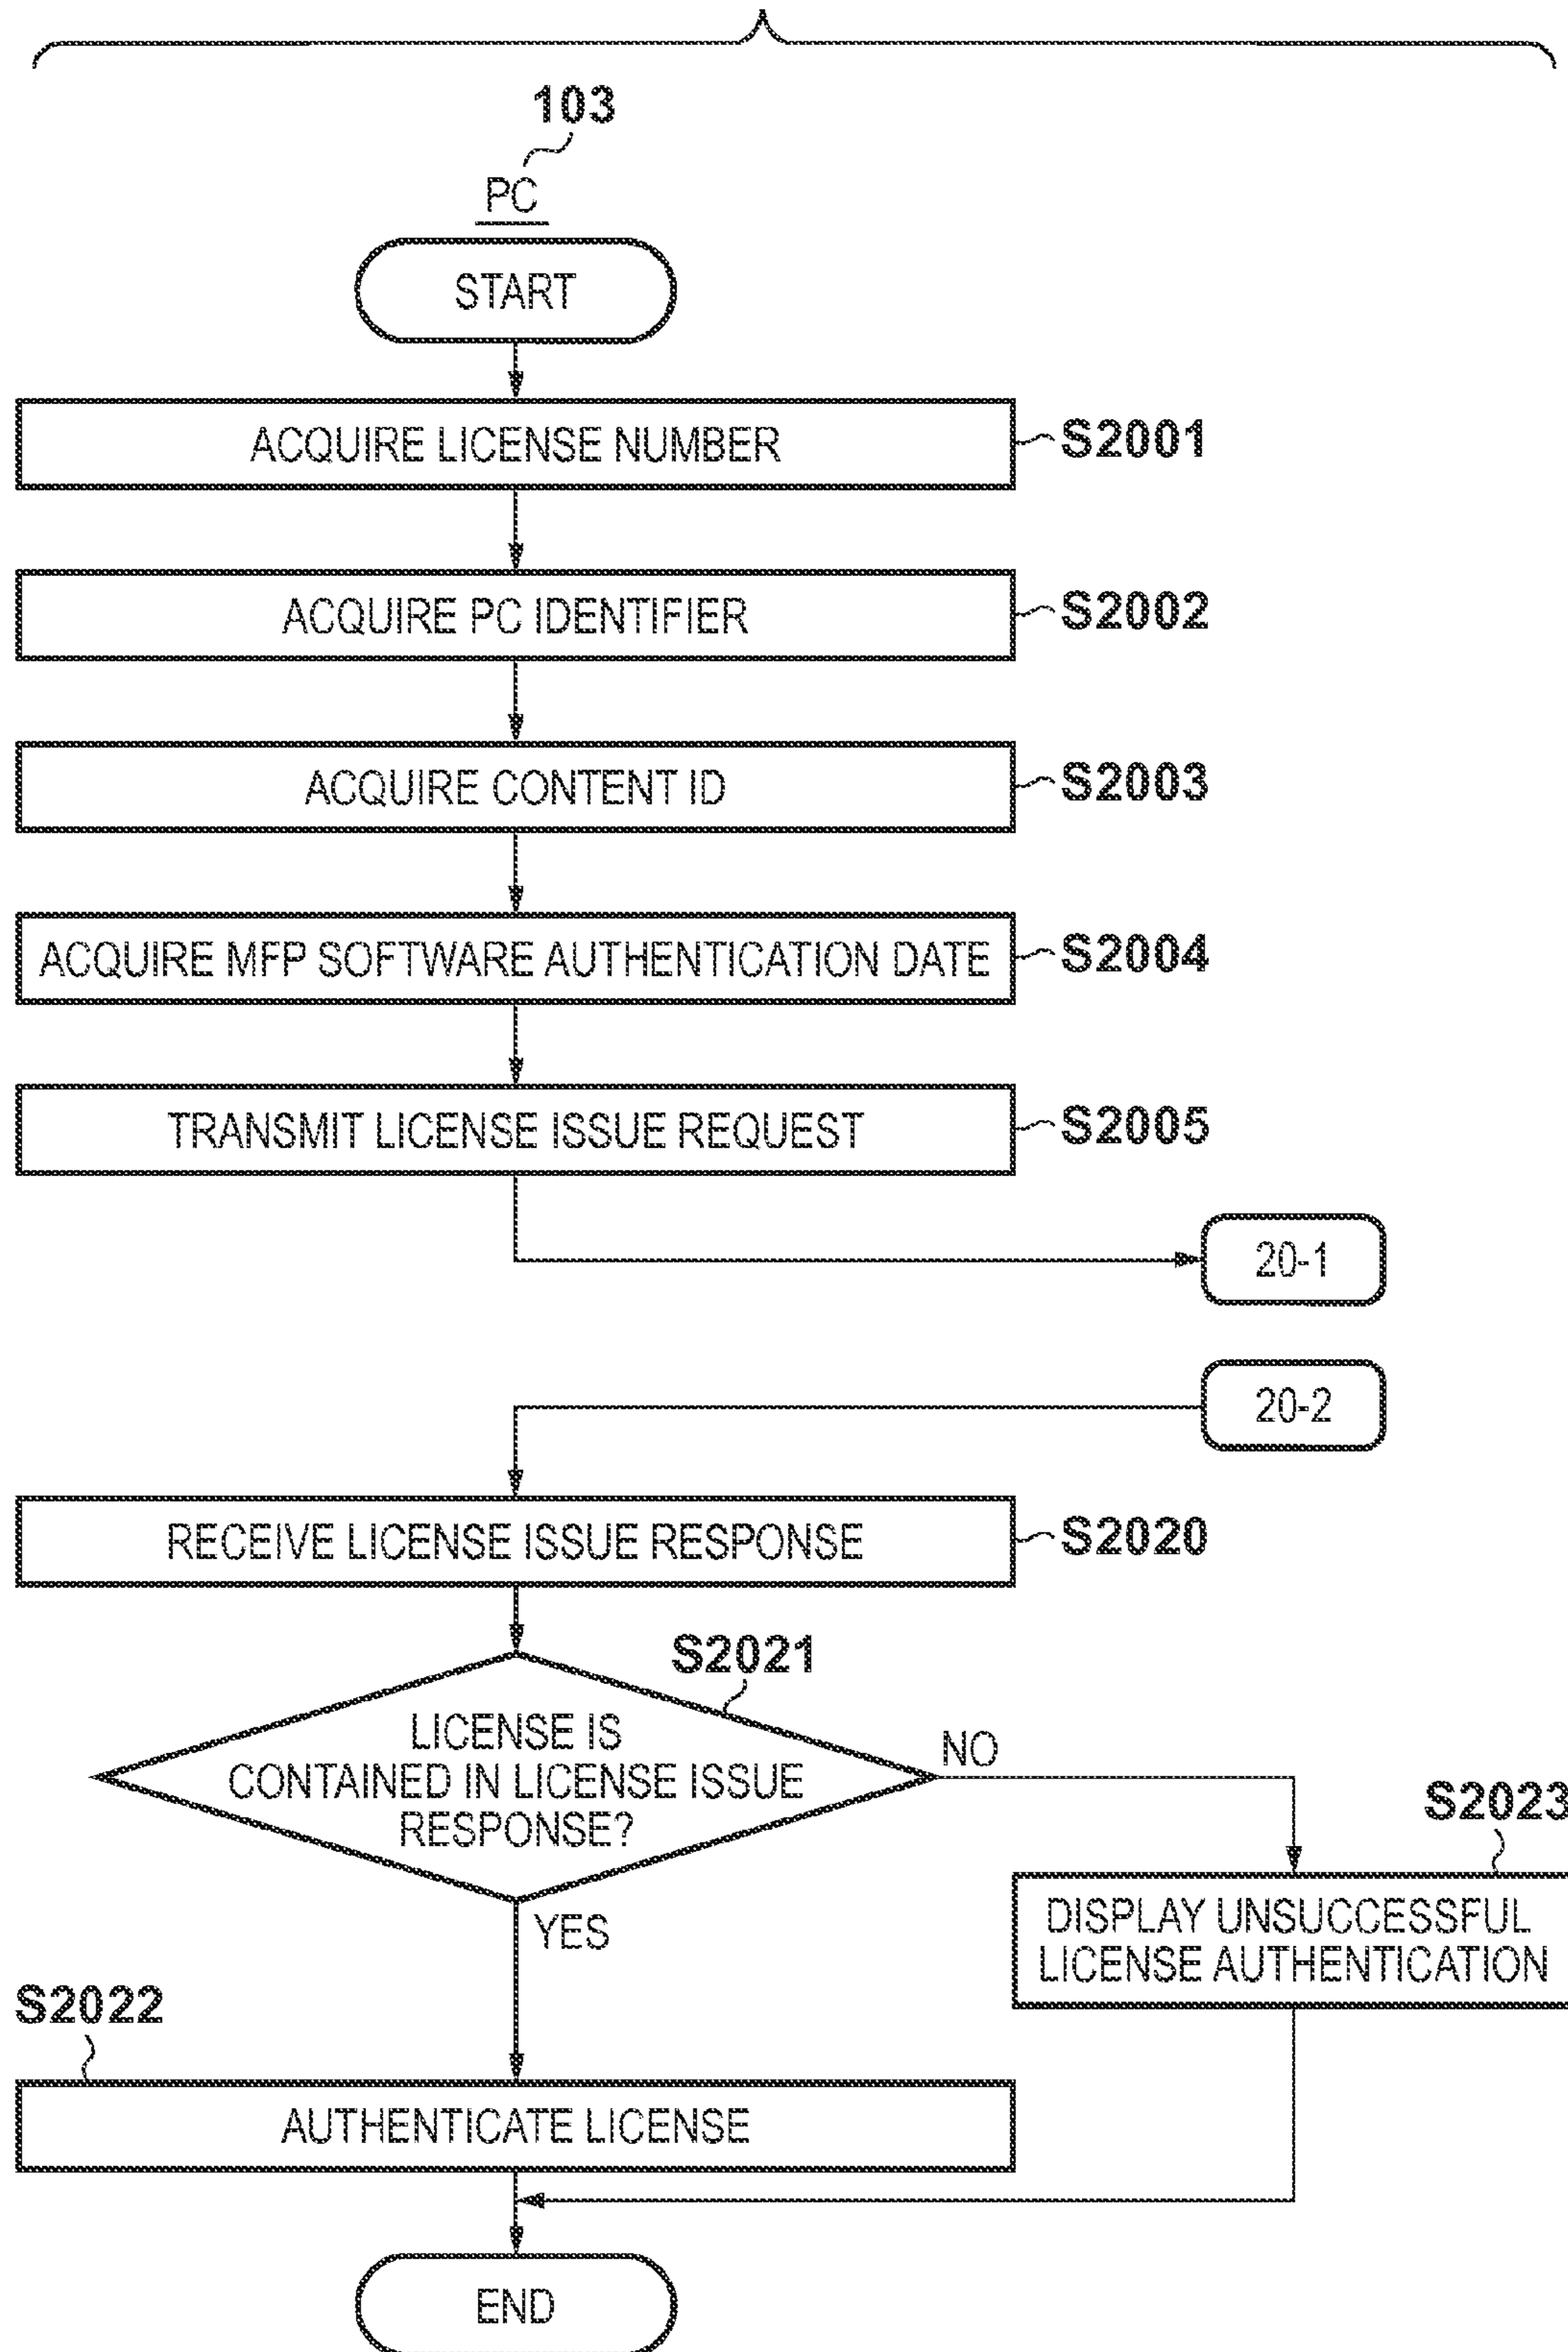 103
PC
START
ACQUIRE LICENSE NUMBER
S2001
ACQUIRE PC IDENTIFIER
S2002
ACQUIRE CONTENT ID
S2003
ACQUIRE MFP SOFTWARE AUTHENTICATION DATE
S2004
TRANSMIT LICENSE ISSUE REQUEST
S2005
20-1
20-2
RECEIVE LICENSE ISSUE RESPONSE
S2020
S2021
LICENSE IS
CONTAINED IN LICENSE ISSUE
RESPONSE?
NO
S2023
DISPLAY UNSUCCESSFUL
LICENSE AUTHENTICATION
YES
S2022
AUTHENTICATE LICENSE
END